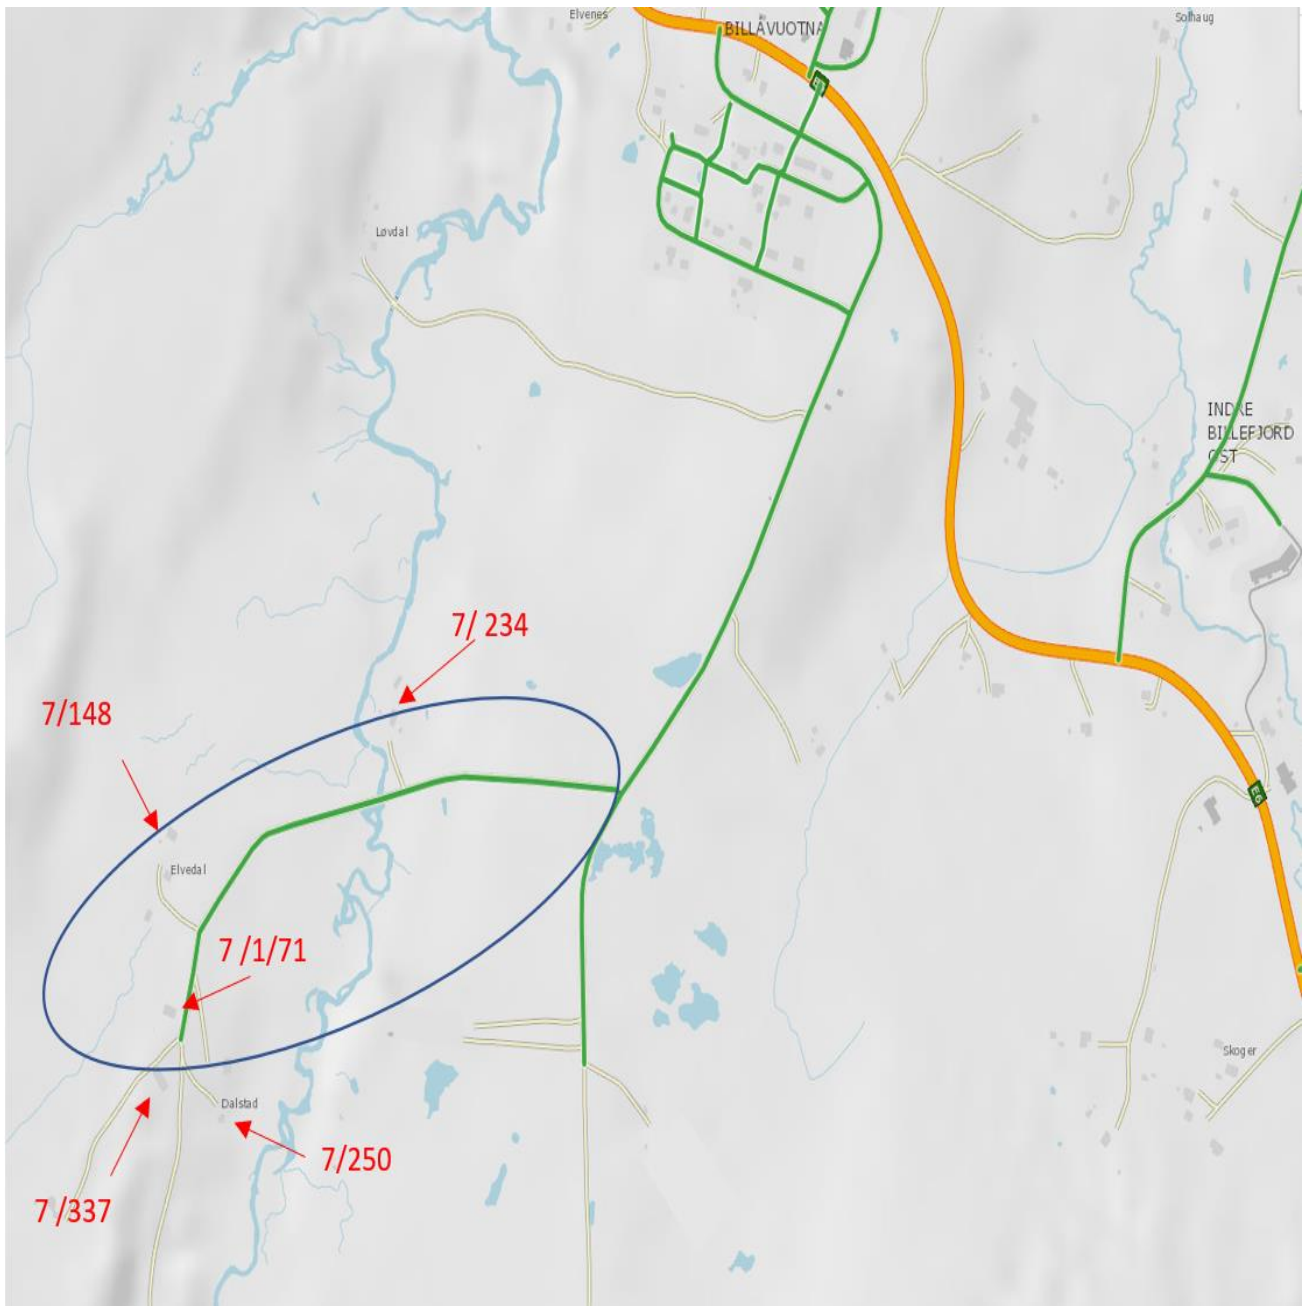 Elvenes
BILLÁVUOTNA
Solhaug
E6
Løvdal
INDRE
BILLEFJORD
ØST
7/ 234
7/148
E6
Elvedal
7 /1/71
Skoger
Dalstad
7/250
7 /337